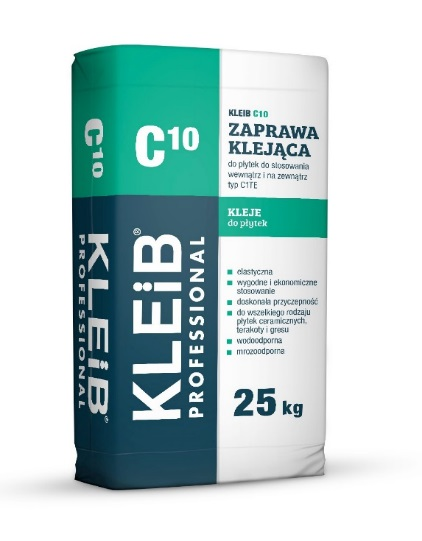 C10
KLEiB®
PROFESSIONAL
C10
KLEiB®
PROFESSIONAL
KLEIB C10
ZAPRAWA
KLEJĄCA
do płytek do stosowania
wewnątrz i na zewnątrz
typ C1TE
KLEJE
do płytek
elastyczna
wygodne i ekonomiczne
stosowanie
doskonała przyczepność
do wszelkiego rodzaju
płytek ceramicznych,
terakoty i gresu
wodoodporna
mrozoodporna
25 kg